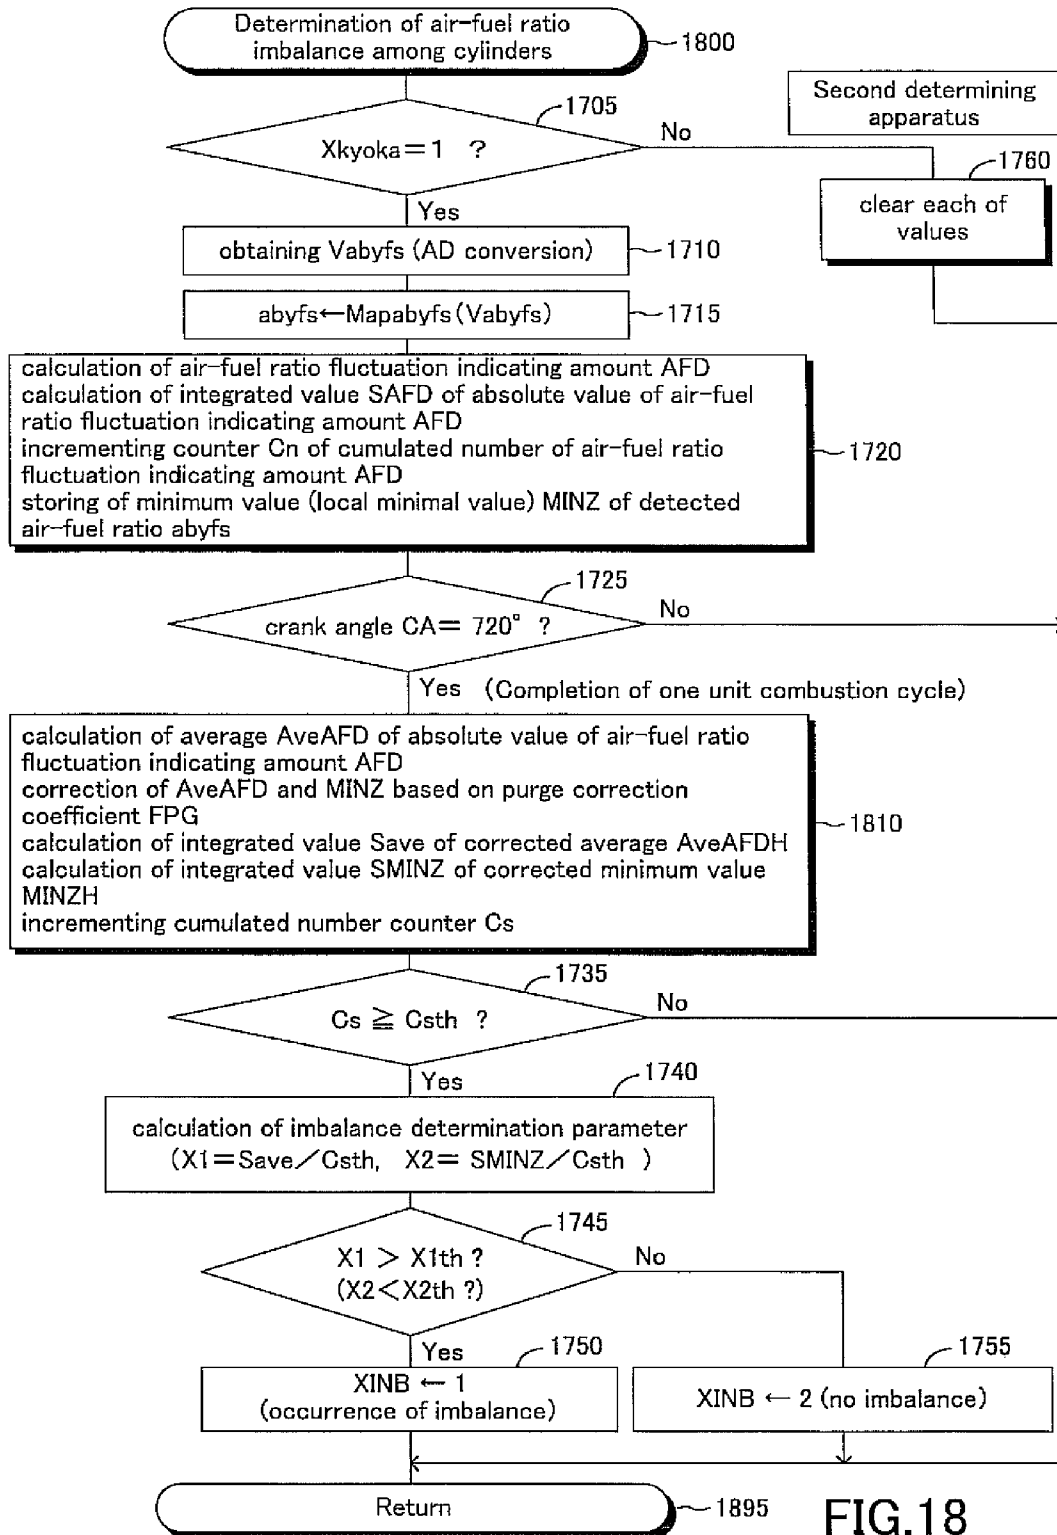 Determination of air-fuel ratio
imbalance among cylinders
1800
1705
Xkyoka=1 ?
No
Second determining
apparatus
1760
clear each of
values
Yes
obtaining Vabyfs (AD conversion)
1710
abyfs←Mapabyfs(Vabyfs)
1715
calculation of air-fuel ratio fluctuation indicating amount AFD
calculation of integrated value SAFD of absolute value of air-fuel
ratio fluctuation indicating amount AFD
incrementing counter Cn of cumulated number of air-fuel ratio
fluctuation indicating amount AFD
storing of minimum value (local minimal value) MINZ of detected
air-fuel ratio abyfs
1720
1725
crank angle CA= 720° ?
No
Yes (Completion of one unit combustion cycle)
calculation of average AveAFD of absolute value of air-fuel ratio
fluctuation indicating amount AFD
correction of AveAFD and MINZ based on purge correction
coefficient FPG
calculation of integrated value Save of corrected average AveAFDH
calculation of integrated value SMINZ of corrected minimum value
MINZH
incrementing cumulated number counter Cs
1810
1735
Cs ≧ Csth ?
No
Yes
1740
calculation of imbalance determination parameter
(X1=Save/Csth, X2= SMINZ/Csth )
1745
X1 > X1th ?
(X2<X2th ?)
No
Yes
1750
XINB ← 1
(occurrence of imbalance)
1755
XINB ← 2 (no imbalance)
Return
1895
FIG.18